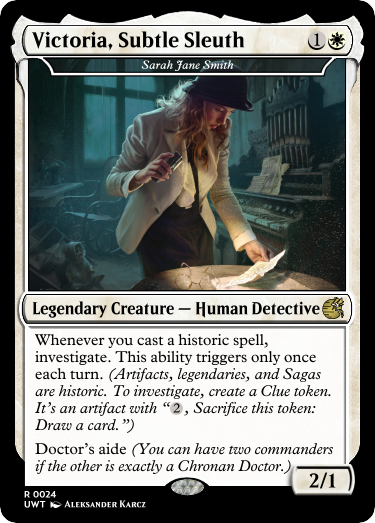 Victoria, Subtle Sleuth 1
Sarah Jane Smith
Legendary Creature — Human Detective
Whenever you cast a historic spell,
investigate. This ability triggers only once
each turn. (Artifacts, legendaries, and Sagas
are historic. To investigate, create a Clue token.
It's an artifact with “2, Sacrifice this token:
Draw a card.”)
Doctor's aide (You can have two commanders
if the other is exactly a Chronan Doctor.)
2/1
R 0024
UWT Aleksander Karcz